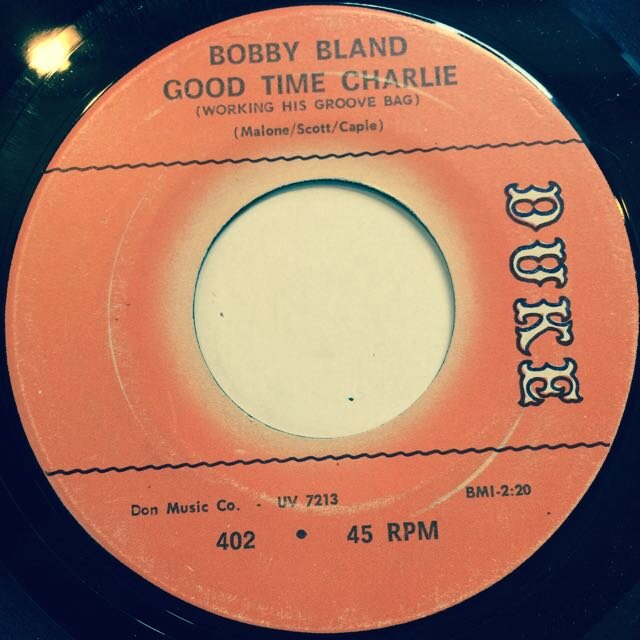 BOBBY BLAND
GOOD TIME CHARLIE
(WORKING HIS GROOVE BAG)
(Malone/Scott/Caple)
DUKE
Don Music Co. - UV 7213
BMI-2:20
402 • 45 RPM